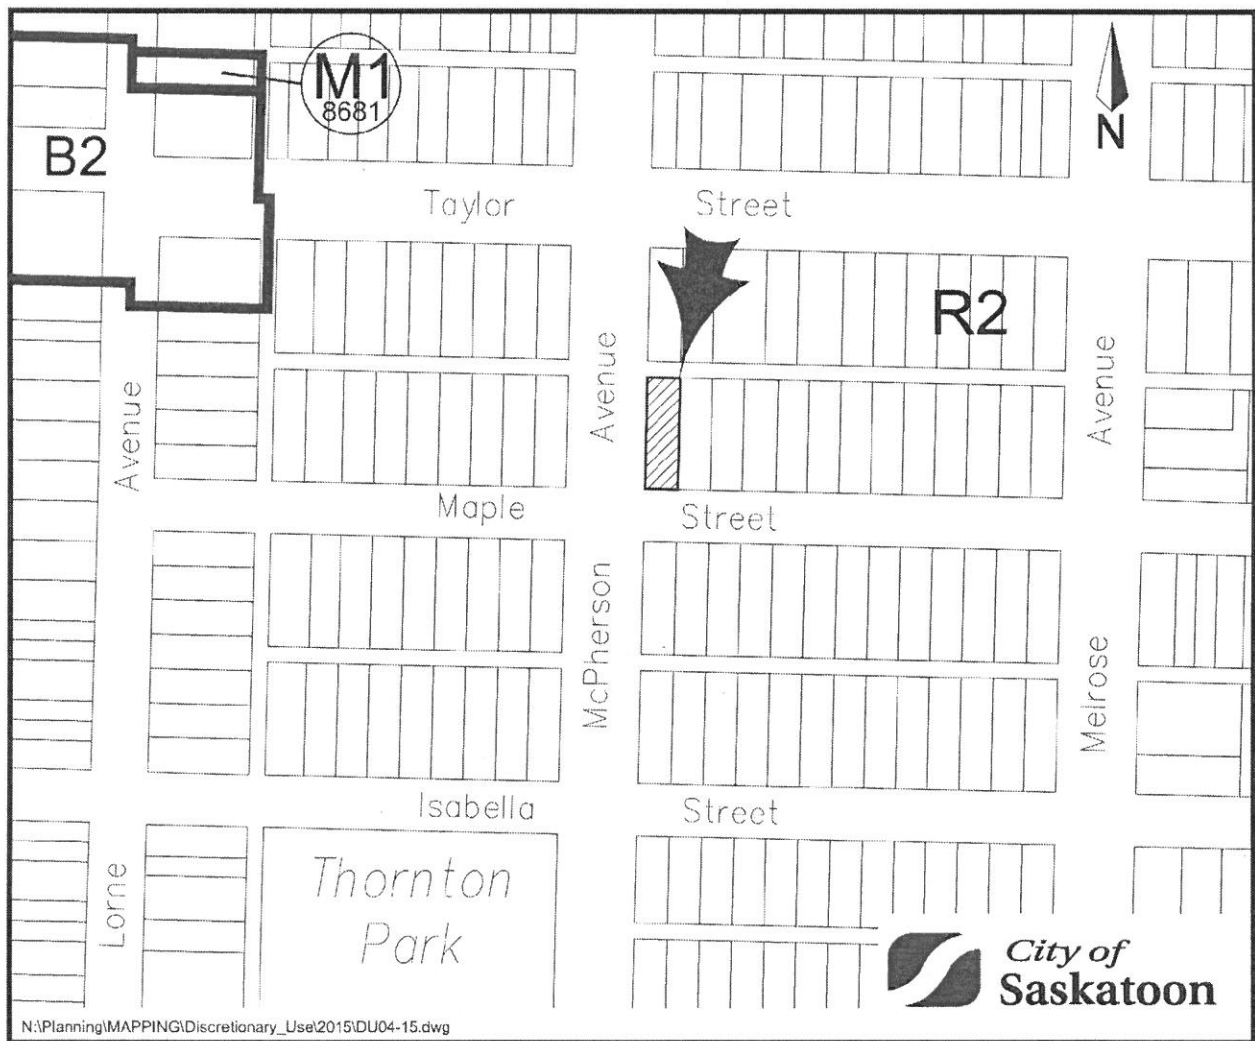 M1
8681
N
B2
Taylor Street
R2
Avenue
Avenue
Avenue
Maple Street
McPherson
Melrose
Isabella Street
Thornton
Park
Lorne
City of
Saskatoon
N:\Planning\MAPPING\Discretionary_Use\2015\DU04-15.dwg